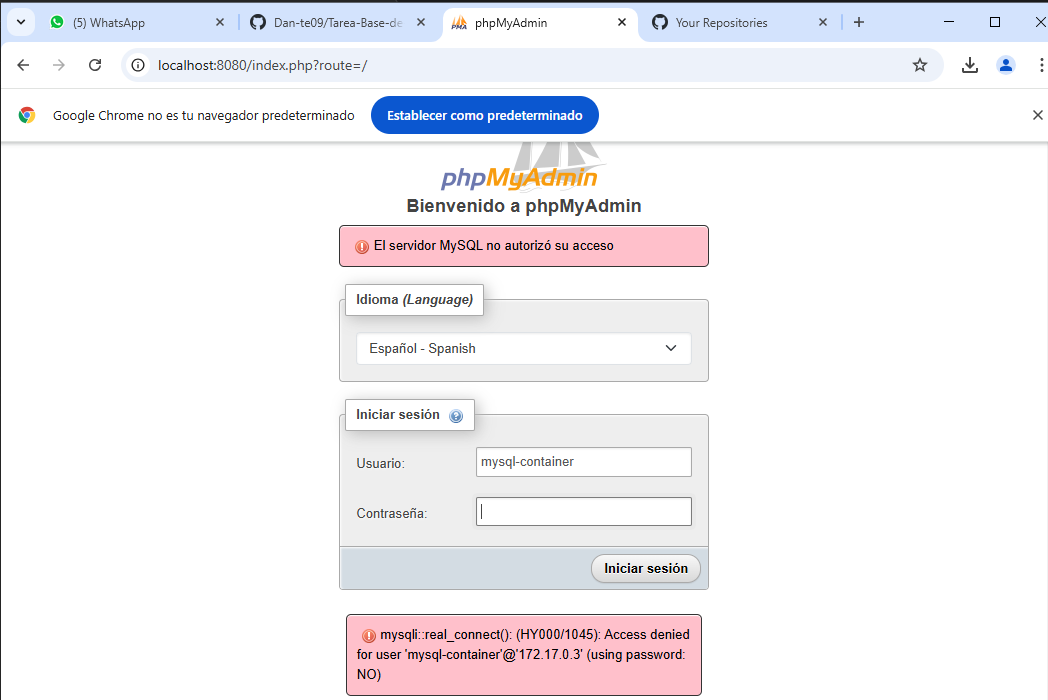 (5) WhatsApp
Dan-te09/Tarea-Base-de
phpMyAdmin
Your Repositories
localhost:8080/index.php?route=/
Google Chrome no es tu navegador predeterminado
Establecer como predeterminado
phpMyAdmin
Bienvenido a phpMyAdmin
El servidor MySQL no autorizó su acceso
Idioma (Language)
Español - Spanish
Iniciar sesión
Usuario:
mysql-container
Contraseña:
Iniciar sesión
mysqli::real_connect(): (HY000/1045): Access denied
for user 'mysql-container'@'172.17.0.3' (using password:
NO)